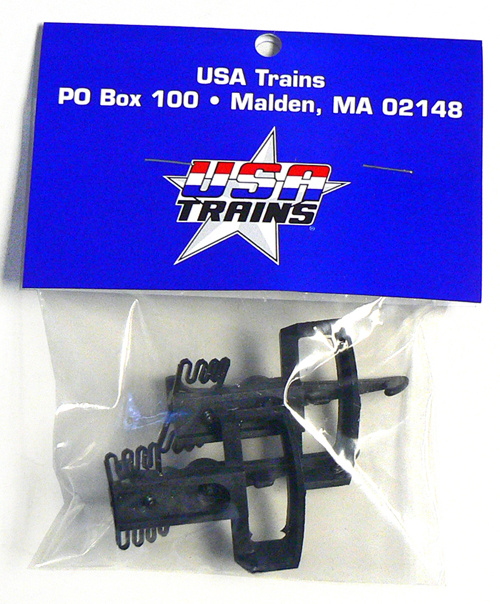 USA Trains
PO Box 100 • Malden, MA 02148
USA
TRAINS